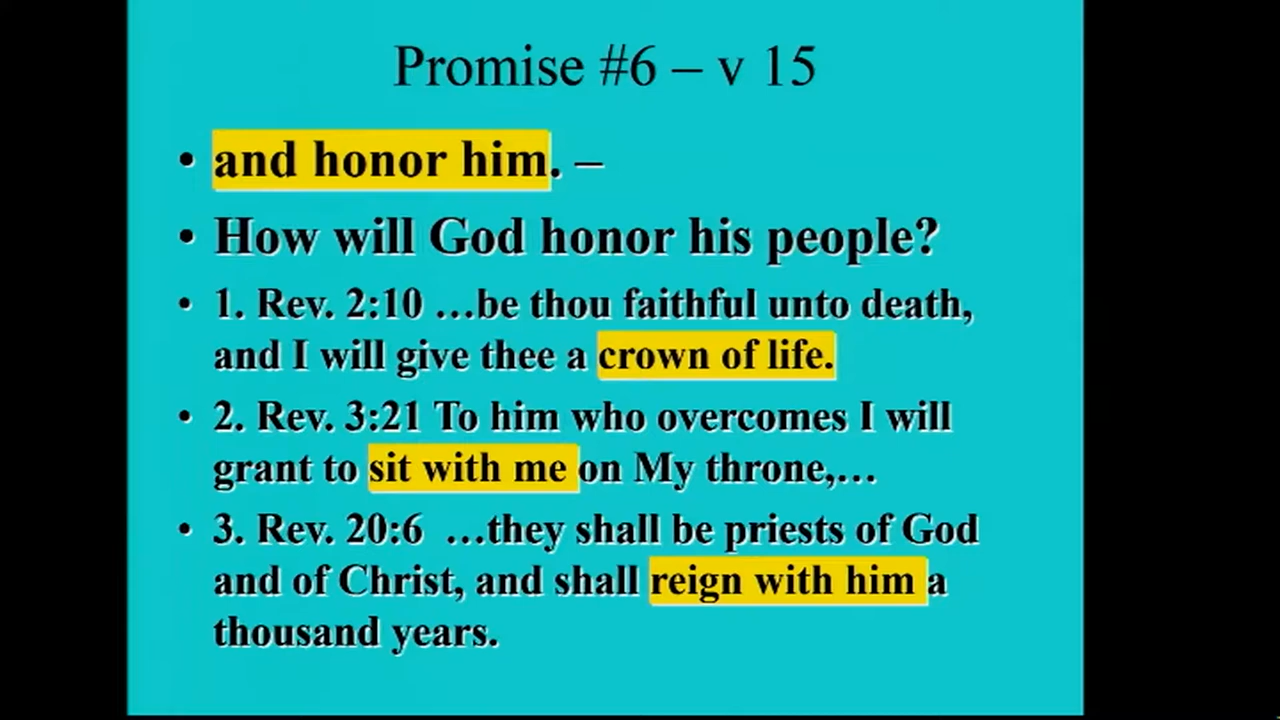 Promise #6 – v 15
• and honor him. –
• How will God honor his people?
• 1. Rev. 2:10 …be thou faithful unto death,
and I will give thee a crown of life.
• 2. Rev. 3:21 To him who overcomes I will
grant to sit with me on My throne,…
• 3. Rev. 20:6 …they shall be priests of God
and of Christ, and shall reign with him a
thousand years.